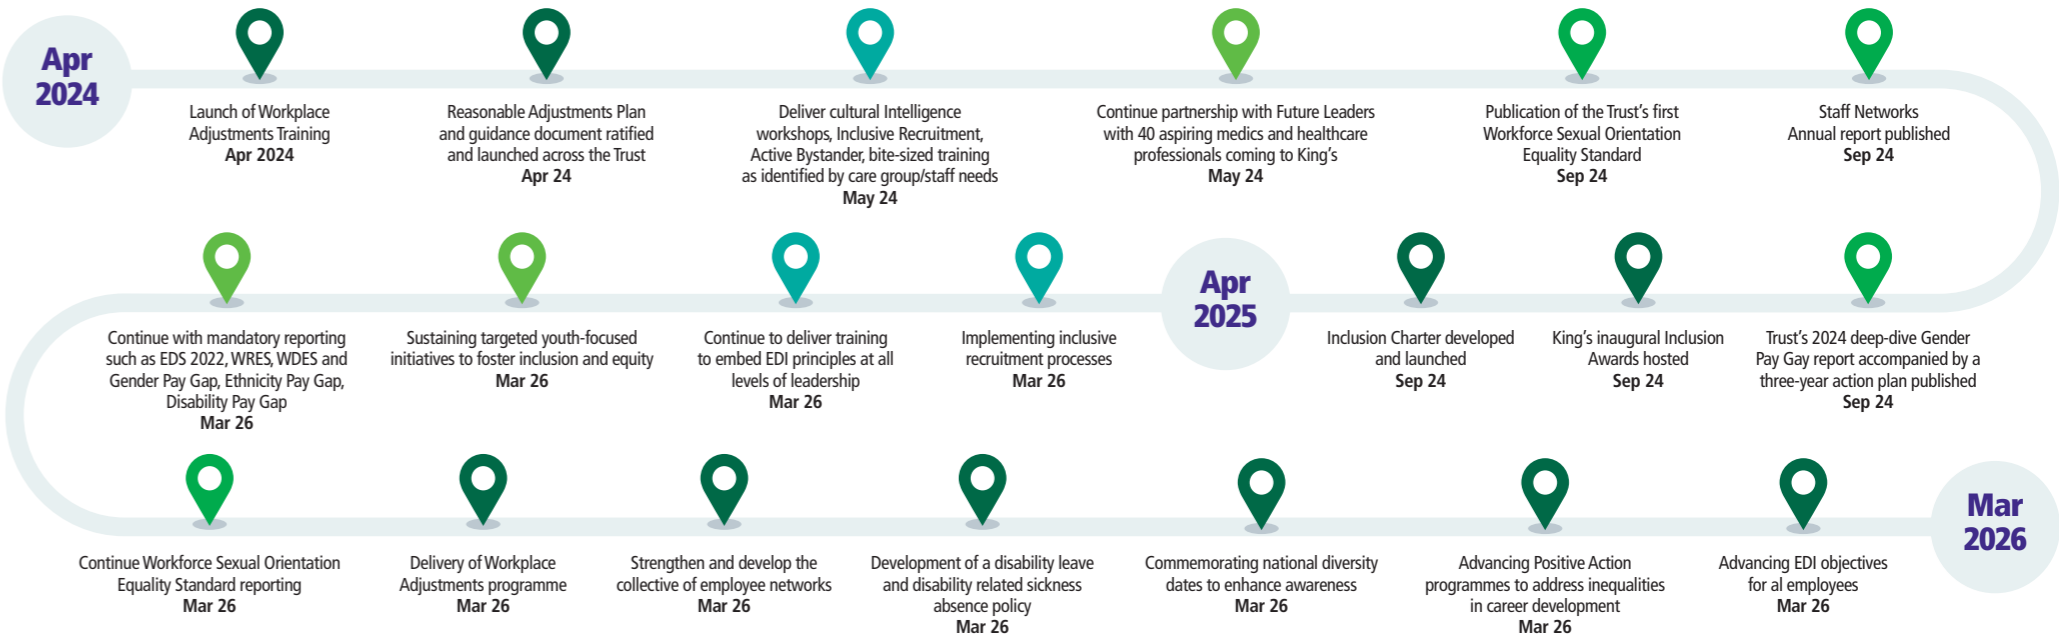 Apr
2024
Launch of Workplace
Adjustments Training
Apr 2024
Reasonable Adjustments Plan
and guidance document ratified
and launched across the Trust
Apr 24
Deliver cultural Intelligence
workshops, Inclusive Recruitment,
Active Bystander, bite-sized training
as identified by care group/staff needs
May 24
Continue partnership with Future Leaders
with 40 aspiring medics and healthcare
professionals coming to King's
May 24
Publication of the Trust's first
Workforce Sexual Orientation
Equality Standard
Sep 24
Staff Networks
Annual report published
Sep 24
Trust's 2024 deep-dive Gender
Pay Gay report accompanied by a
three-year action plan published
Sep 24
King's inaugural Inclusion
Awards hosted
Sep 24
Inclusion Charter developed
and launched
Sep 24
Apr
2025
Implementing inclusive
recruitment processes
Mar 26
Continue to deliver training
to embed EDI principles at all
levels of leadership
Mar 26
Sustaining targeted youth-focused
initiatives to foster inclusion and equity
Mar 26
Continue with mandatory reporting
such as EDS 2022, WRES, WDES and
Gender Pay Gap, Ethnicity Pay Gap,
Disability Pay Gap
Mar 26
Continue Workforce Sexual Orientation
Equality Standard reporting
Mar 26
Delivery of Workplace
Adjustments programme
Mar 26
Strengthen and develop the
collective of employee networks
Mar 26
Development of a disability leave
and disability related sickness
absence policy
Mar 26
Commemorating national diversity
dates to enhance awareness
Mar 26
Advancing Positive Action
programmes to address inequalities
in career development
Mar 26
Advancing EDI objectives
for al employees
Mar 26
Mar
2026